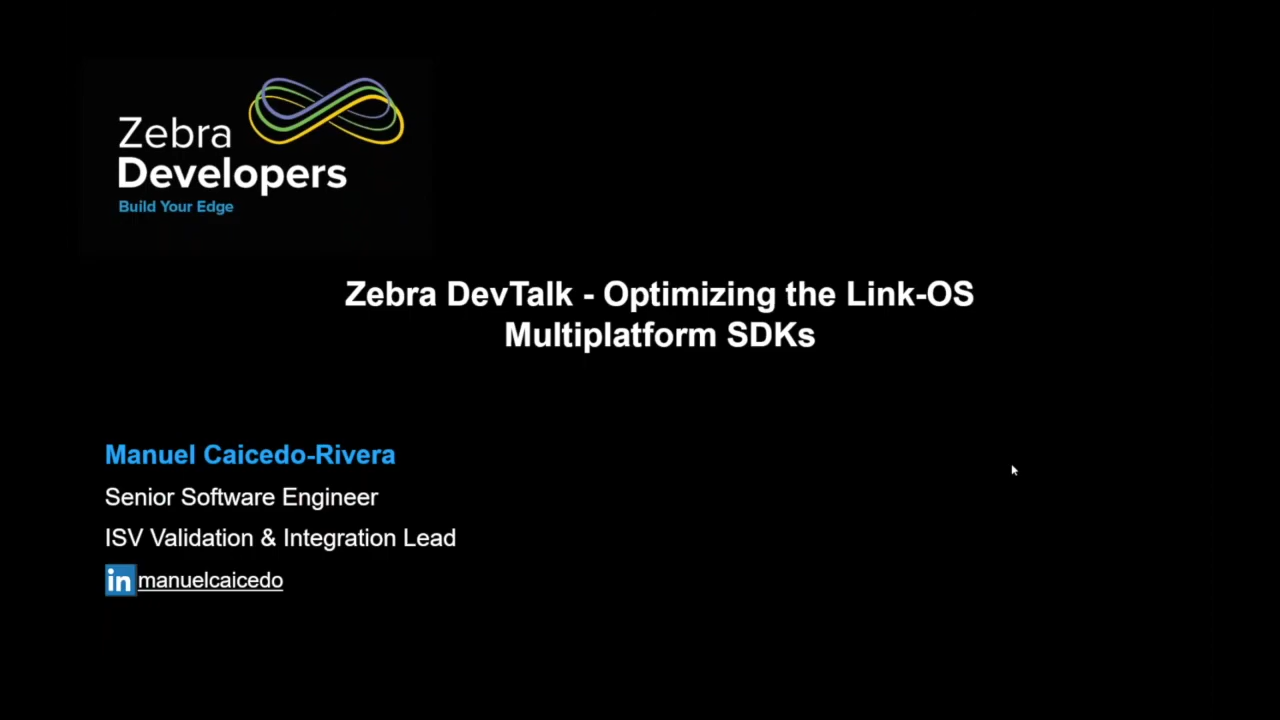 Zebra
Developers
Build Your Edge
Zebra DevTalk - Optimizing the Link-OS
Multiplatform SDKs
Manuel Caicedo-Rivera
Senior Software Engineer
ISV Validation & Integration Lead
in manuelcaicedo